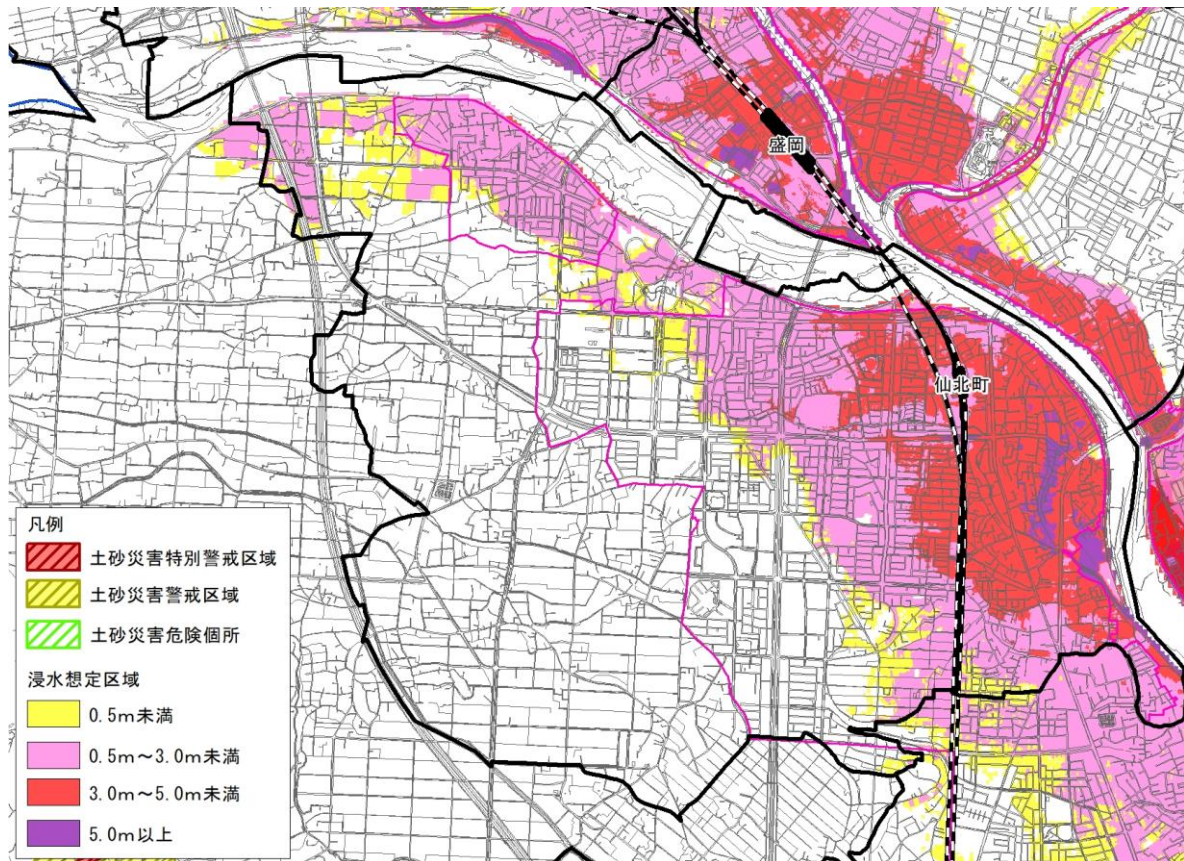 盛岡
仙北町
凡例
土砂災害特別警戒区域
土砂災害警戒区域
土砂災害危険個所
浸水想定区域
0.5m未満
0.5m～3.0m未満
3.0m～5.0m未満
5.0m以上